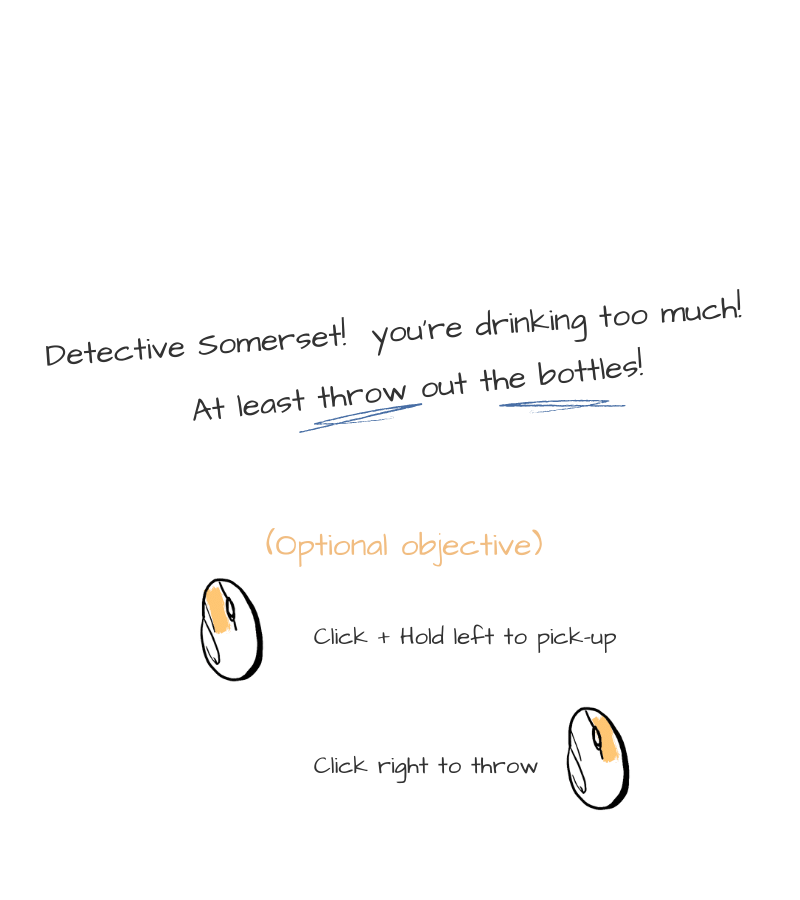 Detective Somerset! you're drinking too much!
At least throw out the bottles!
(Optional objective)
Click + Hold left to pick-up
Click right to throw